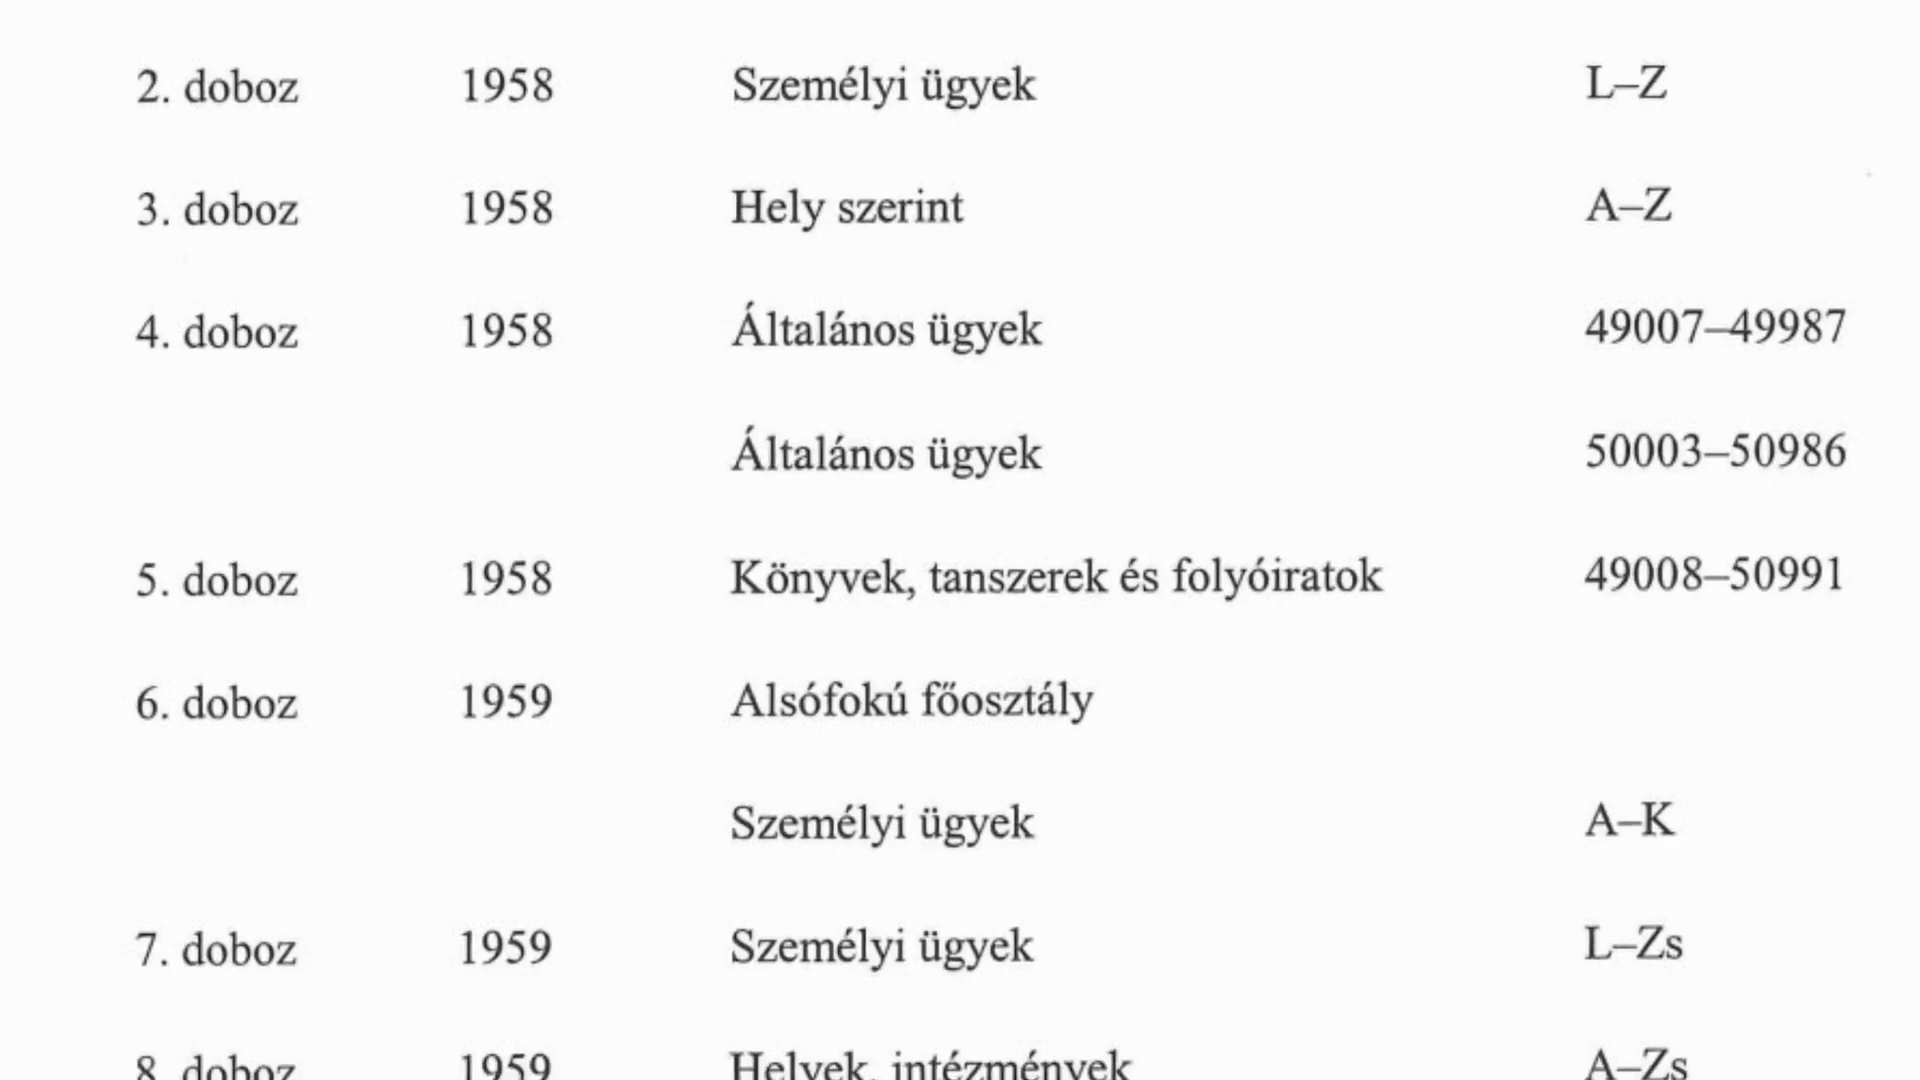 2. doboz 1958 Személyi ügyek L–Z
3. doboz 1958 Hely szerint A–Z
4. doboz 1958 Általános ügyek 49007–49987
Általános ügyek 50003–50986
5. doboz 1958 Könyvek, tanszerek és folyóiratok 49008–50991
6. doboz 1959 Alsófokú főosztály
Személyi ügyek A–K
7. doboz 1959 Személyi ügyek L–Zs
8. doboz 1959 Helyek, intézmények A–Zs